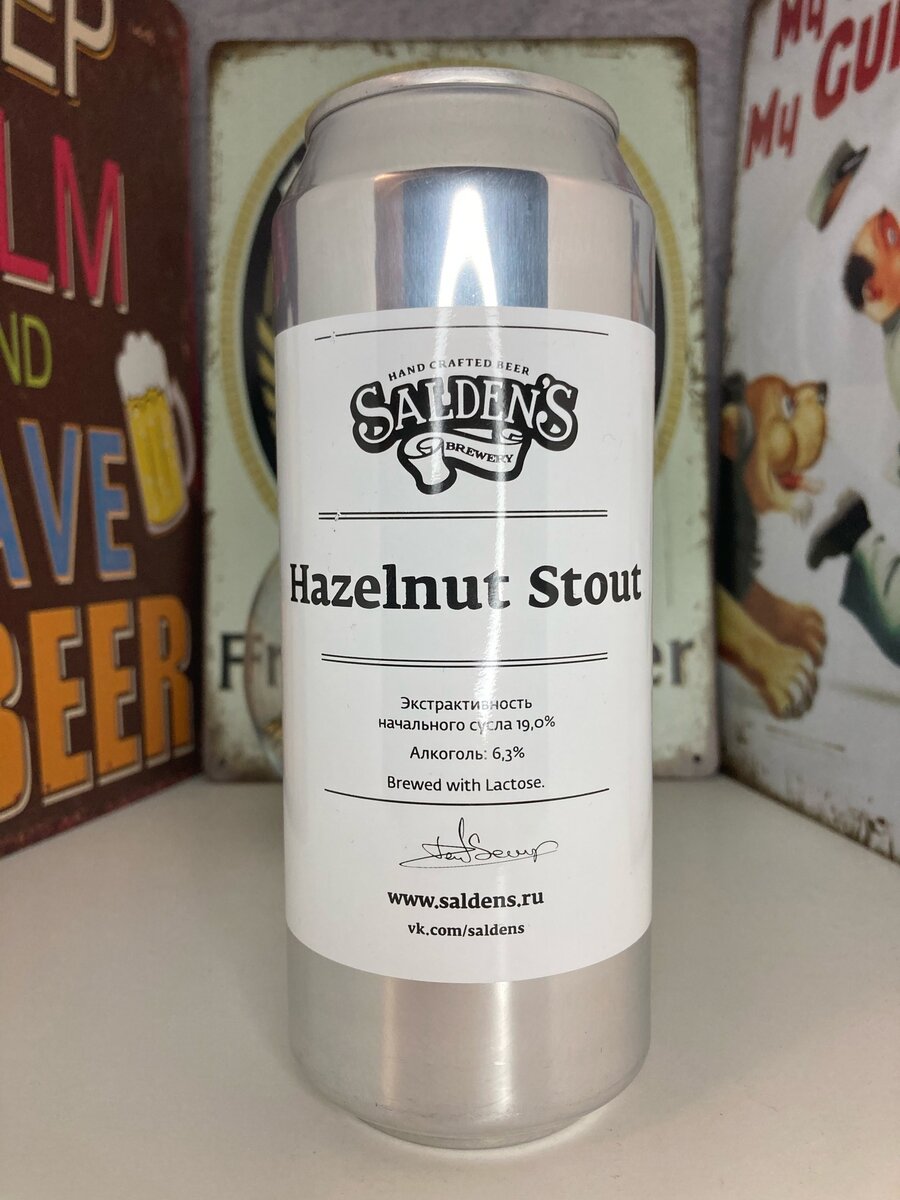 EP
LM
ND
AVE
BEER
My
My GU
HAND CRAFTED BEER
SALDEN'S
BREWERY
Hazelnut Stout
Fr
er
Экстрактивность
начального сусла 19,0%
Алкоголь: 6,3%
Brewed with Lactose.
www.saldens.ru
vk.com/saldens